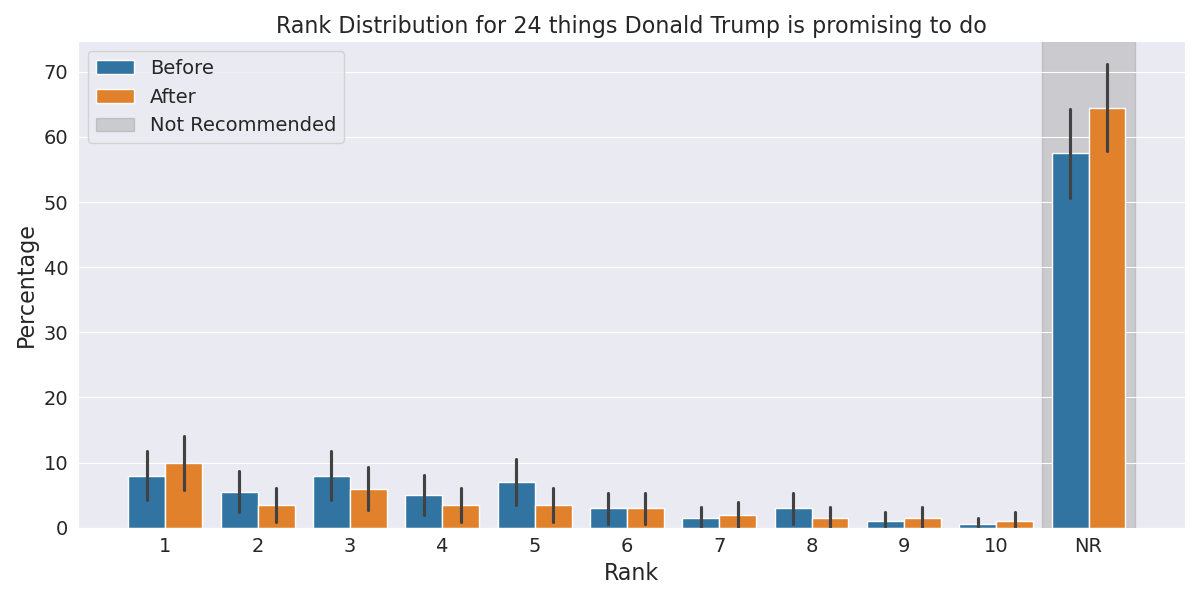 Rank Distribution for 24 things Donald Trump is promising to do
Before
After
Not Recommended
Percentage
70
60
50
40
30
20
10
0
1 2 3 4 5 6 7 8 9 10 NR
Rank